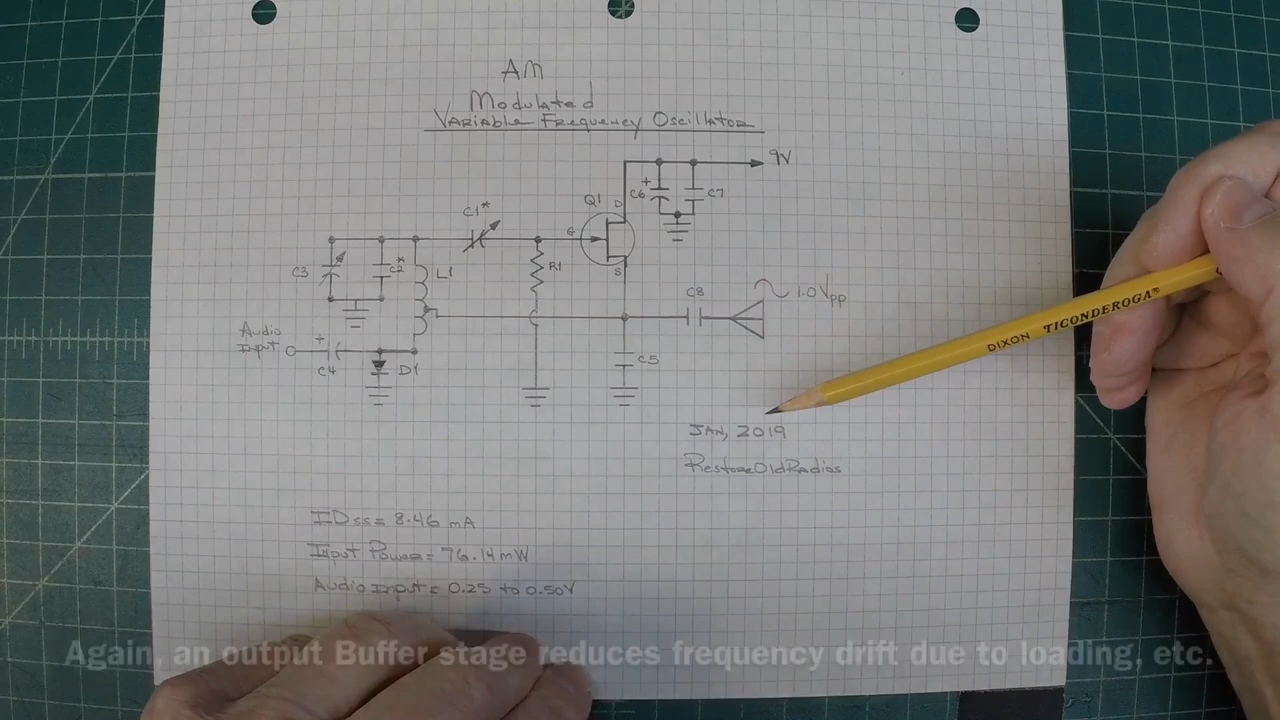 AM
Modulated
Variable Frequency Oscillator
9V
C6
C7
+
Q1
D
C1*
G
S
R1
C3
C2*
L1
C8
1.0Vpp
Audio
Input
+
C4
D1
C5
DIXON TICONDEROGA®
JAN, 2019
RestoreOldRadios
IDss = 8.46 mA
Input Power = 76.14 mW
Audio Input = 0.25 to 0.50V
Again, an output Buffer stage reduces frequency drift due to loading, etc.